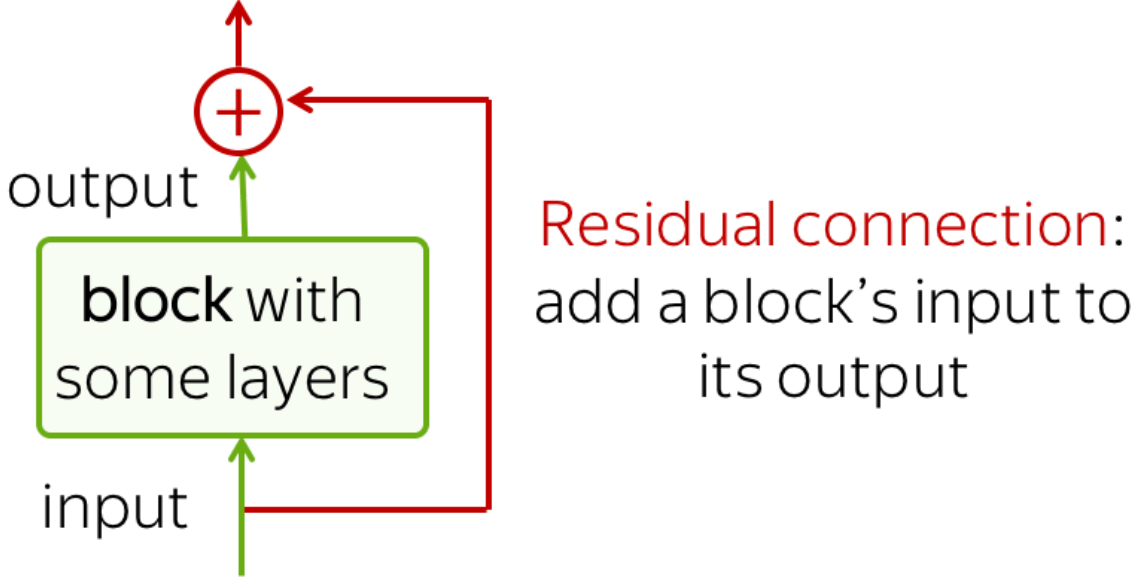 output
block with
some layers
input
Residual connection:
add a block’s input to
its output